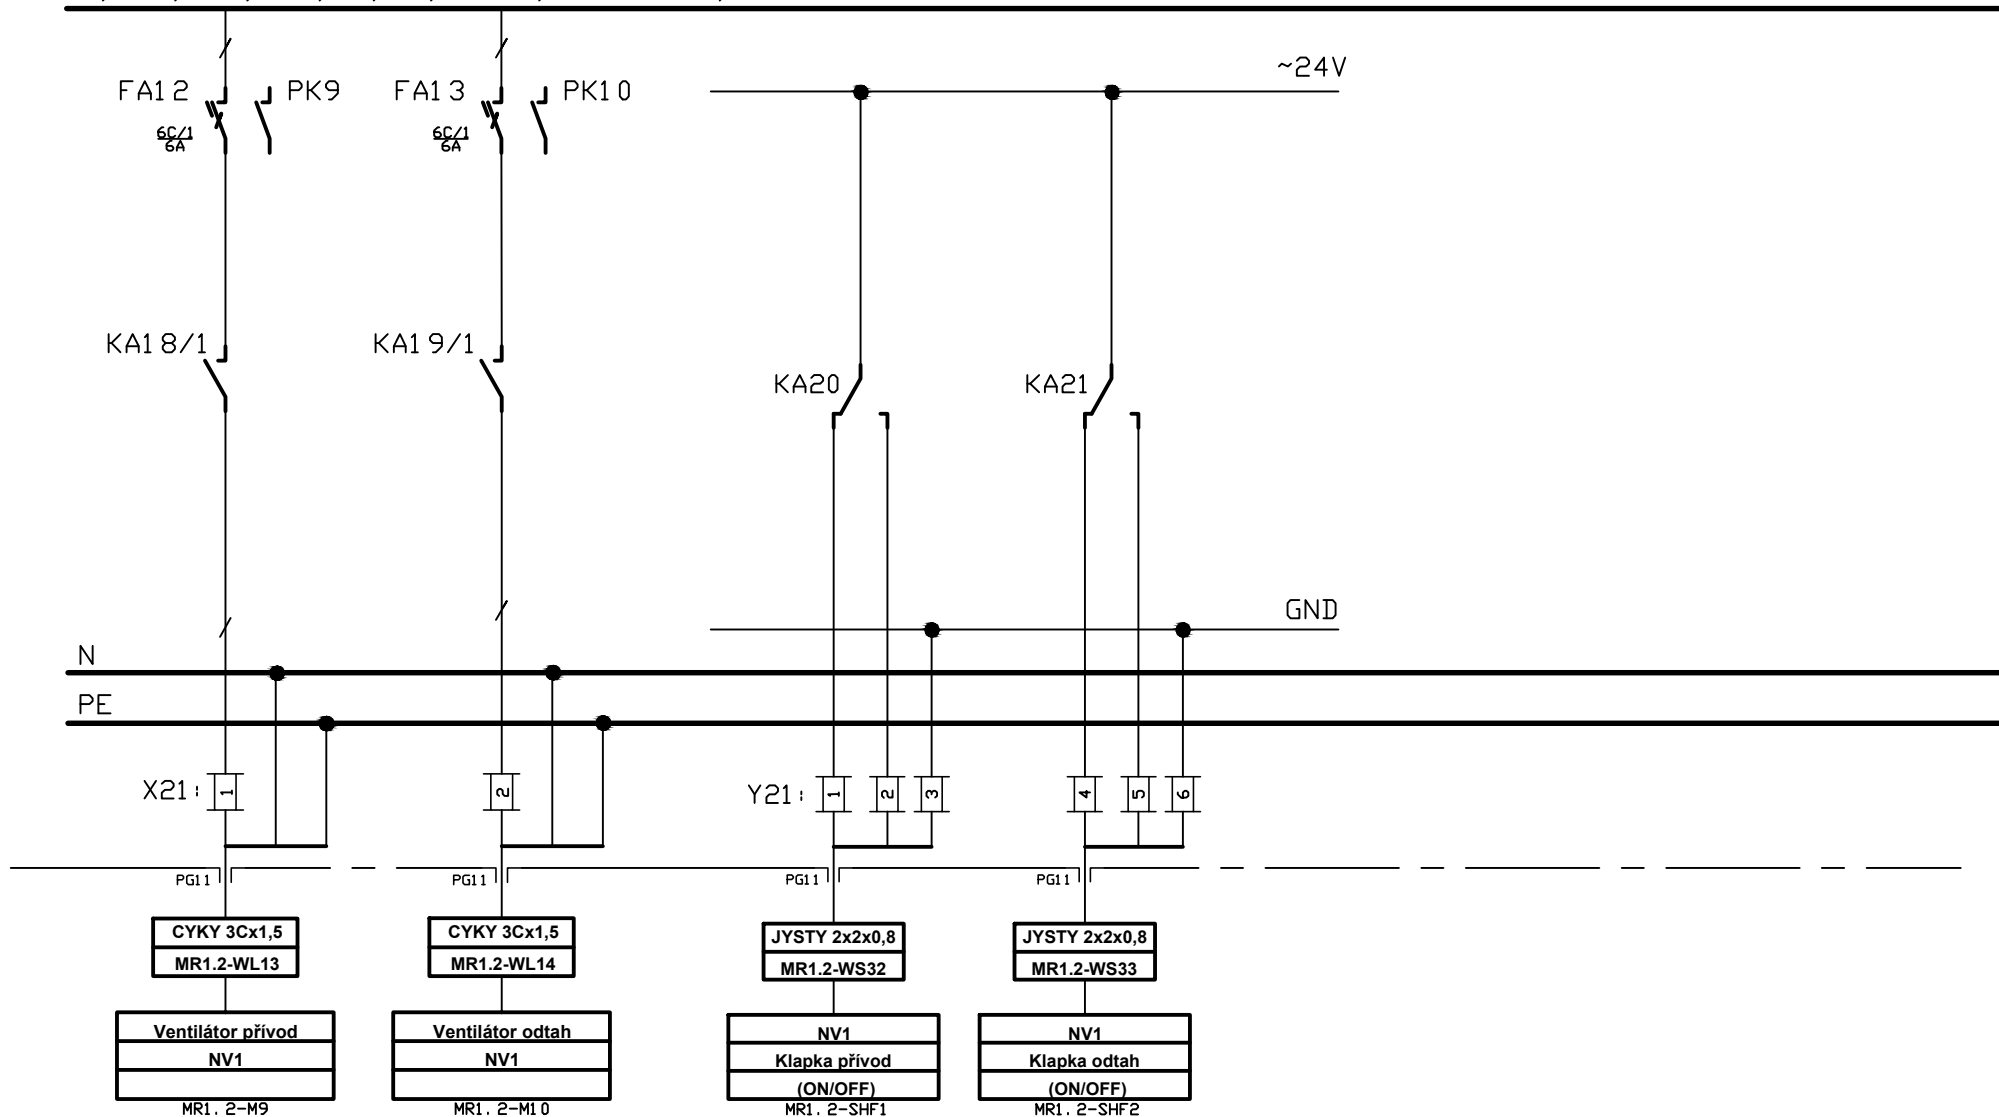 ~24V
FA12
PK9
FA13
PK10
6C/1
6A
6C/1
6A
KA18/1
KA19/1
KA20
KA21
GND
N
PE
X21:
1
2
Y21:
1
2
3
4
5
6
PG11
PG11
PG11
PG11
CYKY 3Cx1,5
MR1.2-WL13
CYKY 3Cx1,5
MR1.2-WL14
JYSTY 2x2x0,8
MR1.2-WS32
JYSTY 2x2x0,8
MR1.2-WS33
Ventilátor přívod
NV1
MR1.2-M9
Ventilátor odtah
NV1
MR1.2-M10
NV1
Klapka přívod
(ON/OFF)
MR1.2-SHF1
NV1
Klapka odtah
(ON/OFF)
MR1.2-SHF2